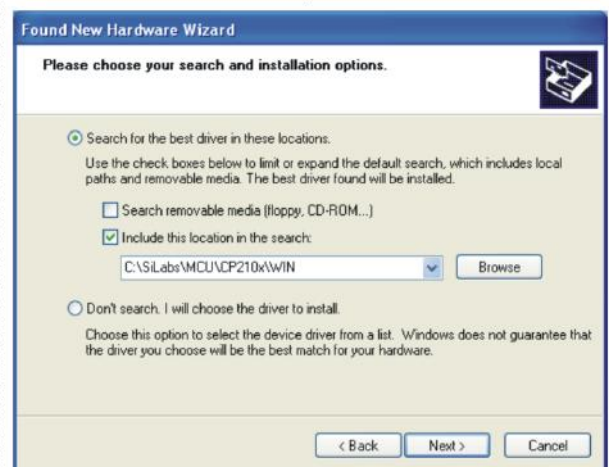 Found New Hardware Wizard
Please choose your search and installation options.
Search for the best driver in these locations.
Use the check boxes below to limit or expand the default search, which includes local
paths and removable media. The best driver found will be installed.
Search removable media (floppy, CD-ROM...)
Include this location in the search:
C:\SiLabs\MCU\CP210x\WIN
Browse
Don't search. I will choose the driver to install.
Choose this option to select the device driver from a list. Windows does not guarantee that
the driver you choose will be the best match for your hardware.
< Back
Next >
Cancel